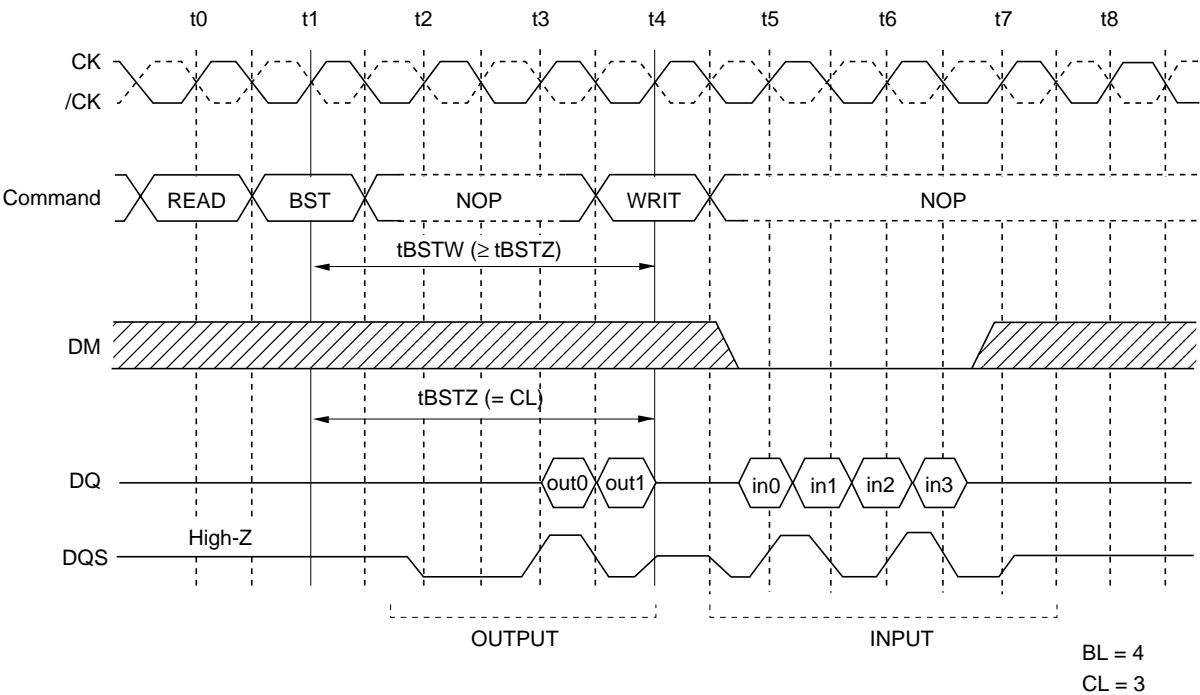 t0 t1 t2 t3 t4 t5 t6 t7 t8
CK
/CK
Command READ BST NOP WRIT NOP
tBSTW (≥ tBSTZ)
DM
tBSTZ (= CL)
DQ out0 out1 in0 in1 in2 in3
High-Z
DQS
OUTPUT INPUT
BL = 4
CL = 3